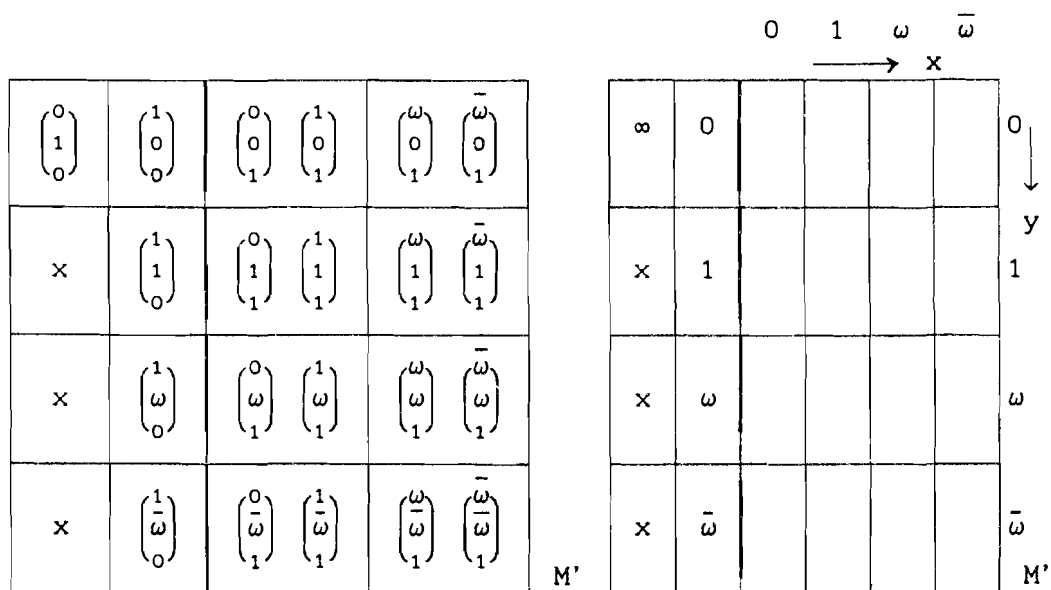 0 1 ω ω̅
x
(0 1 0) (1 0 0) (0 0 1) (1 0 1) (ω 0 1) (ω̅ 0 1) ∞ 0 0
y
x (1 1 0) (0 1 1) (1 1 1) (ω 1 1) (ω̅ 1 1) x 1 1
x (1 ω 0) (0 ω 1) (1 ω 1) (ω ω 1) (ω̅ ω 1) x ω ω
x (1 ω̅ 0) (0 ω̅ 1) (1 ω̅ 1) (ω ω̅ 1) (ω̅ ω̅ 1) x ω̅ ω̅
M' M'